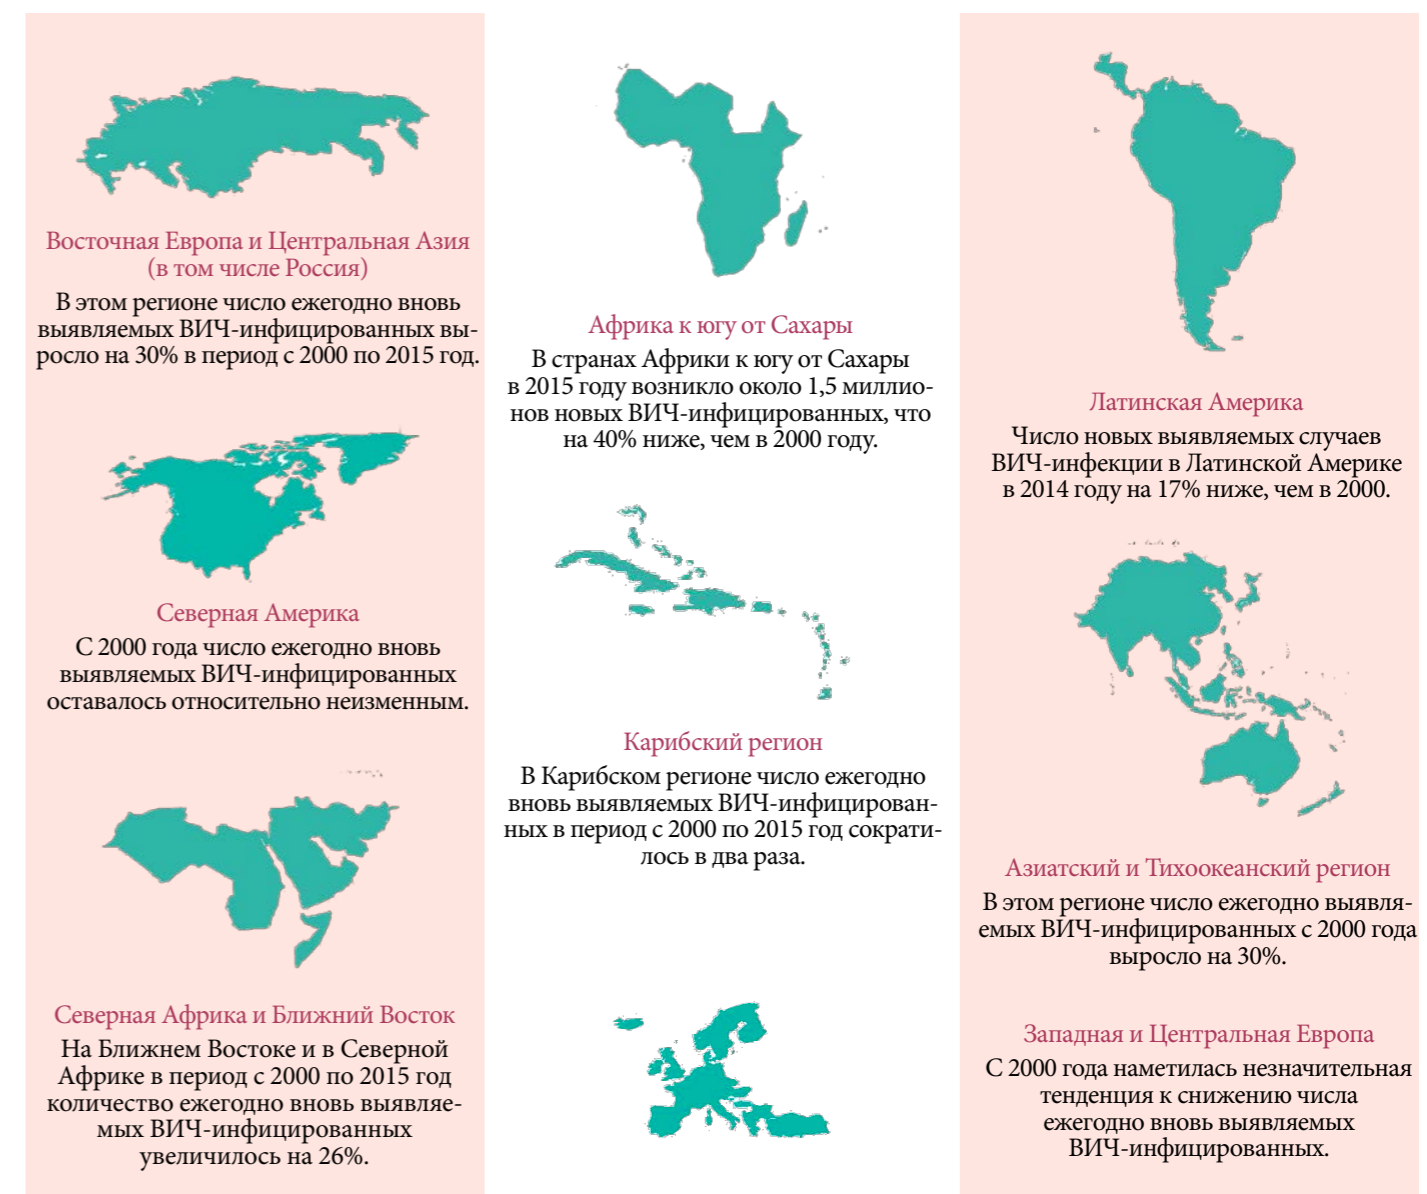 Восточная Европа и Центральная Азия
(в том числе Россия)
В этом регионе число ежегодно вновь
выявляемых ВИЧ-инфицированных вы-
росло на 30% в период с 2000 по 2015 год.
Северная Америка
С 2000 года число ежегодно вновь
выявляемых ВИЧ-инфицированных
оставалось относительно неизменным.
Северная Африка и Ближний Восток
На Ближнем Востоке и в Северной
Африке в период с 2000 по 2015 год
количество ежегодно вновь выявляе-
мых ВИЧ-инфицированных
увеличилось на 26%.
Африка к югу от Сахары
В странах Африки к югу от Сахары
в 2015 году возникло около 1,5 миллио-
нов новых ВИЧ-инфицированных, что
на 40% ниже, чем в 2000 году.
Карибский регион
В Карибском регионе число ежегодно
вновь выявляемых ВИЧ-инфицирован-
ных в период с 2000 по 2015 год сократи-
лось в два раза.
Латинская Америка
Число новых выявляемых случаев
ВИЧ-инфекции в Латинской Америке
в 2014 году на 17% ниже, чем в 2000.
Азиатский и Тихоокеанский регион
В этом регионе число ежегодно выявля-
емых ВИЧ-инфицированных с 2000 года
выросло на 30%.
Западная и Центральная Европа
С 2000 года наметилась незначительная
тенденция к снижению числа
ежегодно вновь выявляемых
ВИЧ-инфицированных.